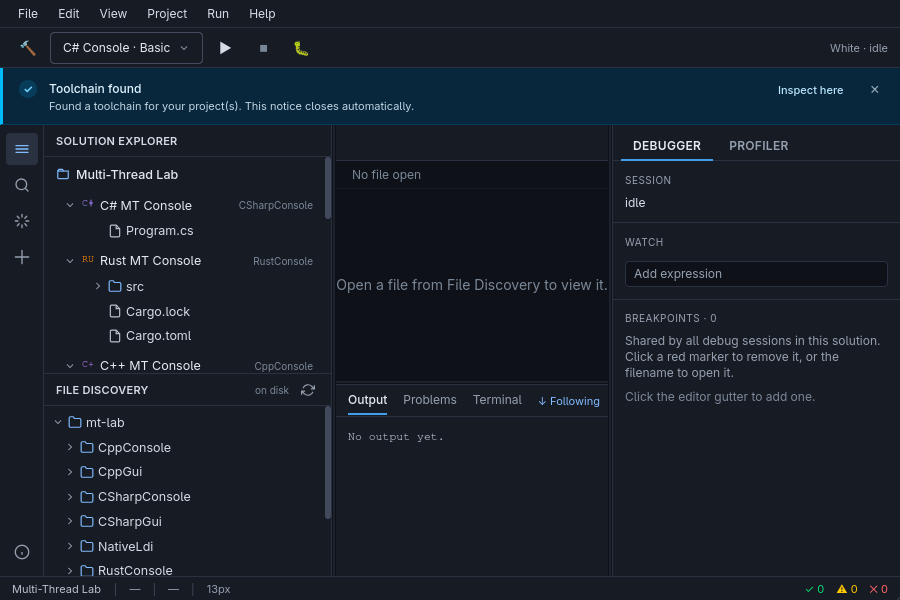 File Edit View Project Run Help
C# Console · Basic
White · idle
Toolchain found
Found a toolchain for your project(s). This notice closes automatically.
Inspect here
SOLUTION EXPLORER
Multi-Thread Lab
C# MT Console CSharpConsole
Program.cs
RU Rust MT Console RustConsole
src
Cargo.lock
Cargo.toml
C+ C++ MT Console CppConsole
FILE DISCOVERY on disk
mt-lab
CppConsole
CppGui
CSharpConsole
CSharpGui
NativeLdi
RustConsole
No file open
Open a file from File Discovery to view it.
Output Problems Terminal ↓ Following
No output yet.
DEBUGGER PROFILER
SESSION
idle
WATCH
Add expression
BREAKPOINTS · 0
Shared by all debug sessions in this solution.
Click a red marker to remove it, or the
filename to open it.
Click the editor gutter to add one.
Multi-Thread Lab — — 13px
0 0 0